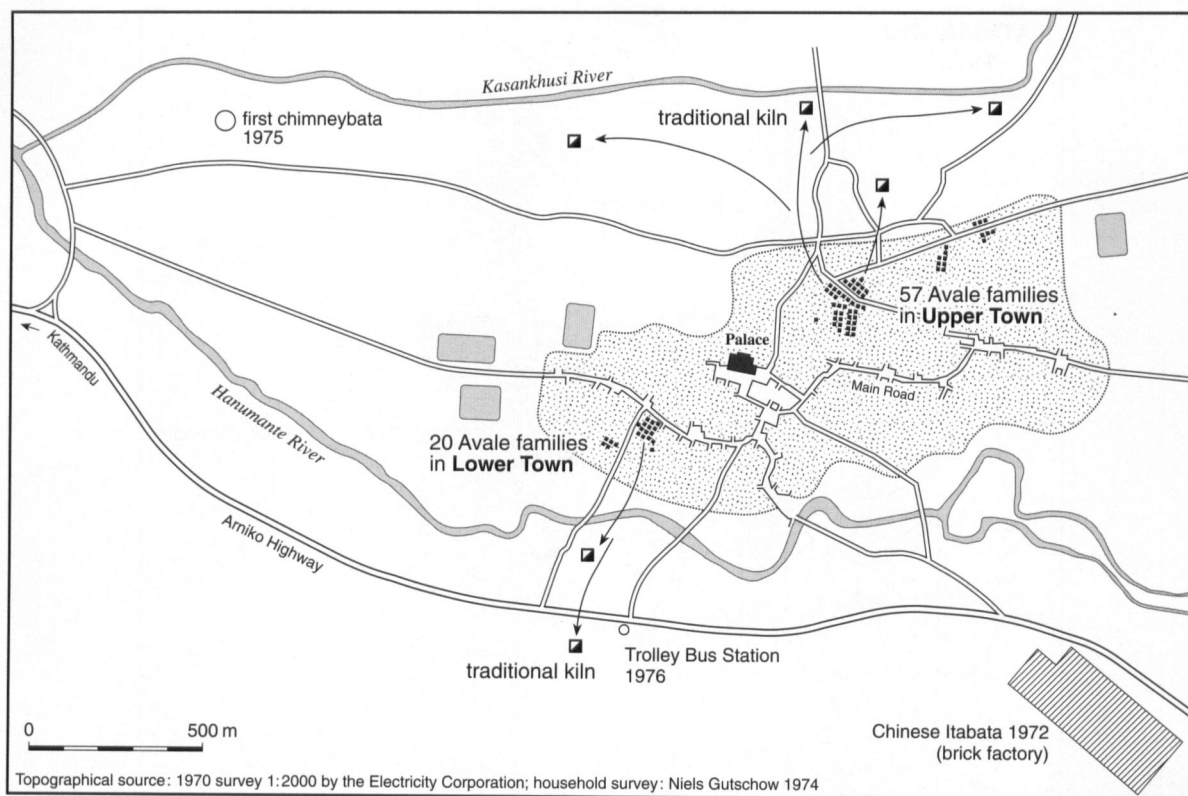 Kasankhusi River
first chimneybata
1975
traditional kiln
57 Avale families
in Upper Town
Palace
Main Road
Kathmandu
Hanumante River
20 Avale families
in Lower Town
Arniko Highway
traditional kiln
Trolley Bus Station
1976
Chinese Itabata 1972
(brick factory)
0 500 m
Topographical source: 1970 survey 1:2000 by the Electricity Corporation; household survey: Niels Gutschow 1974